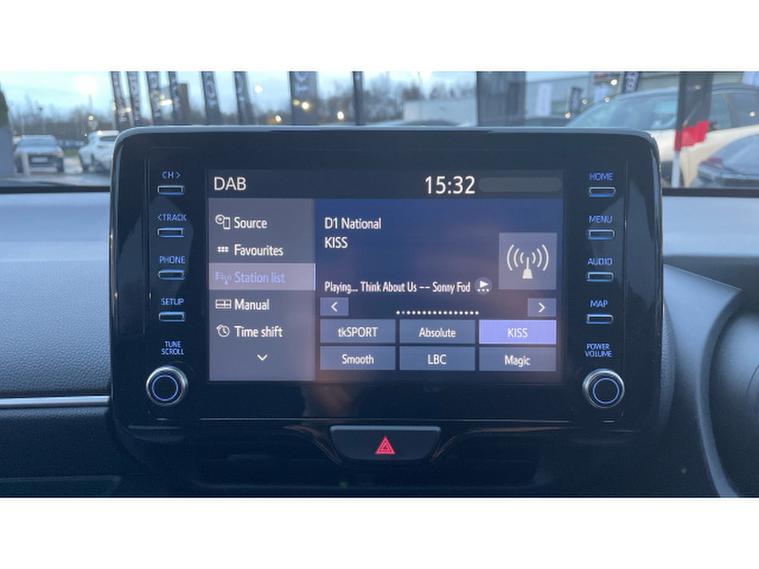 DAB 15:32
CH >
< TRACK
PHONE
SETUP
TUNE
SCROLL
Source
Favourites
Station list
Manual
Time shift
D1 National
KISS
Playing... Think About Us -- Sonny Fod
tkSPORT Absolute KISS
Smooth LBC Magic
HOME
MENU
AUDIO
MAP
POWER
VOLUME